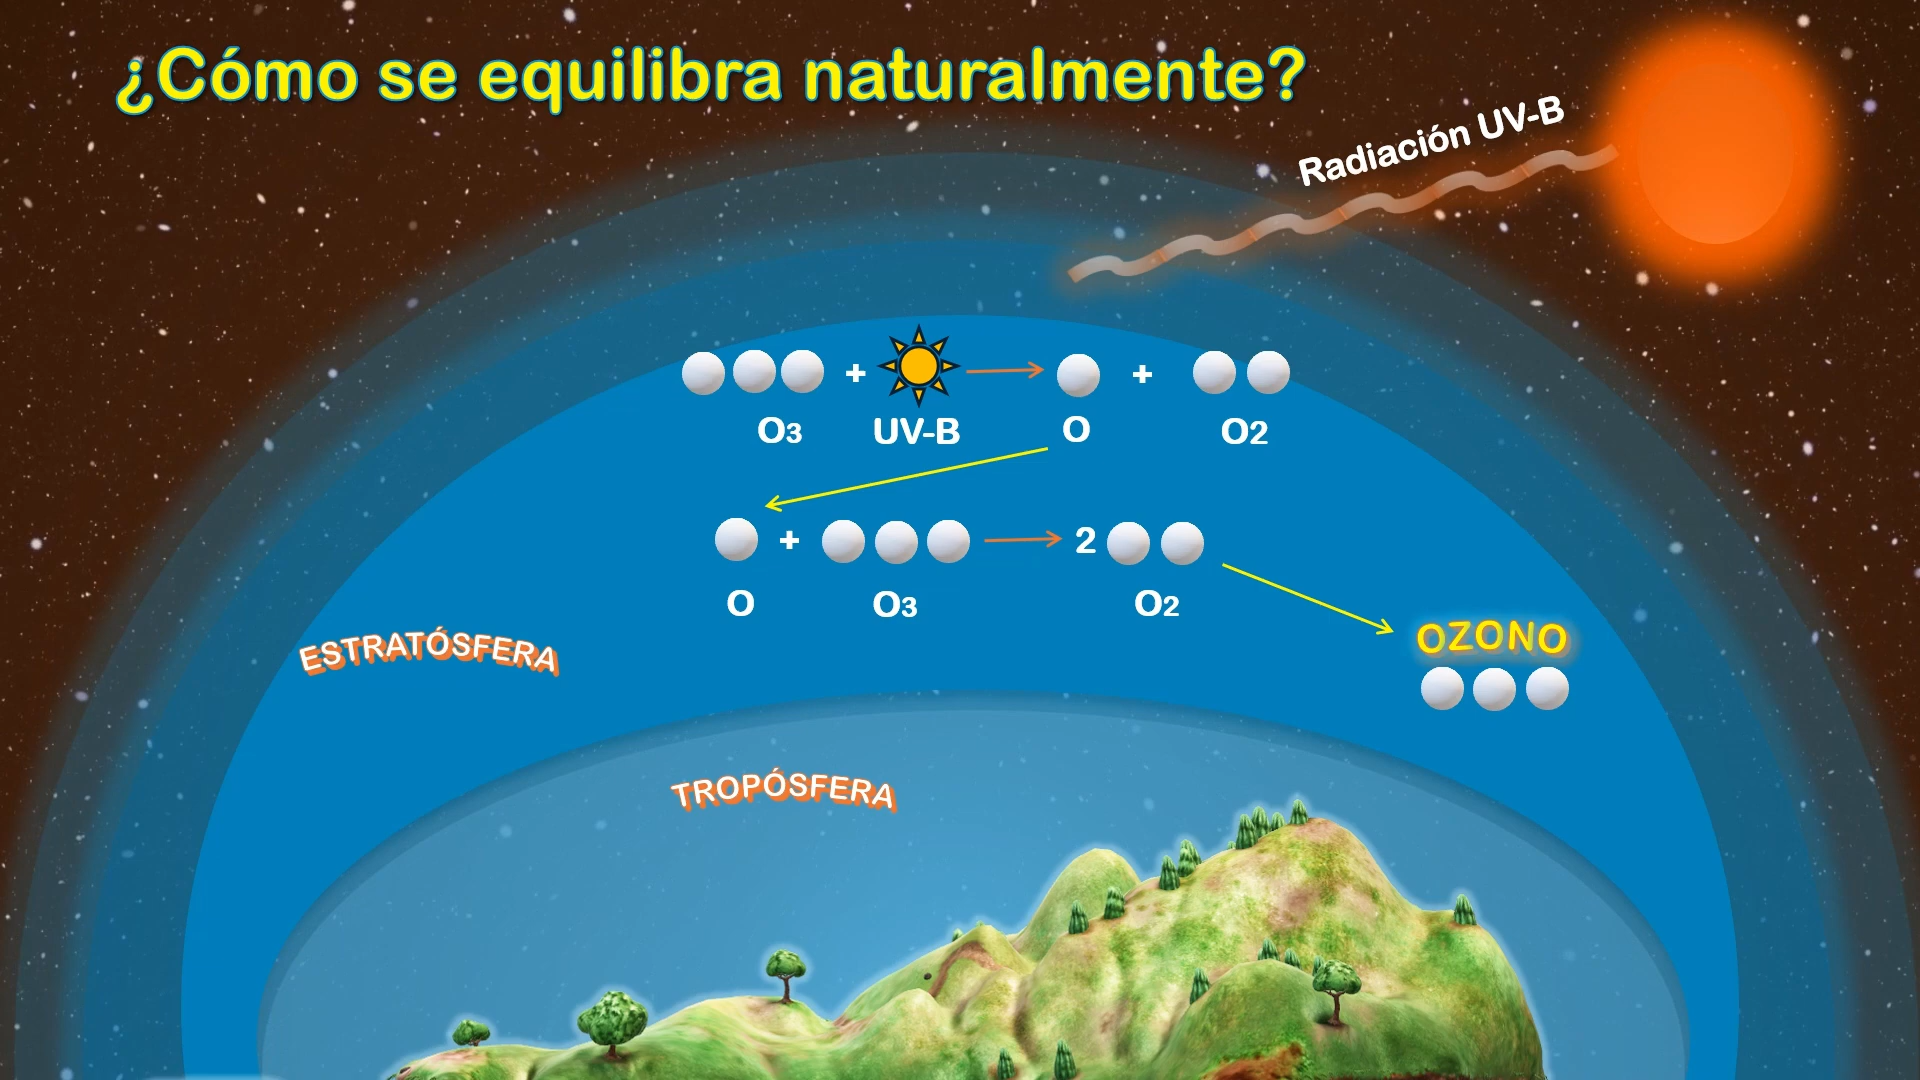 ¿Cómo se equilibra naturalmente?
Radiación UV-B
+ → +
O3 UV-B O O2
+ → 2
O O3 O2
OZONO
ESTRATÓSFERA
TROPÓSFERA